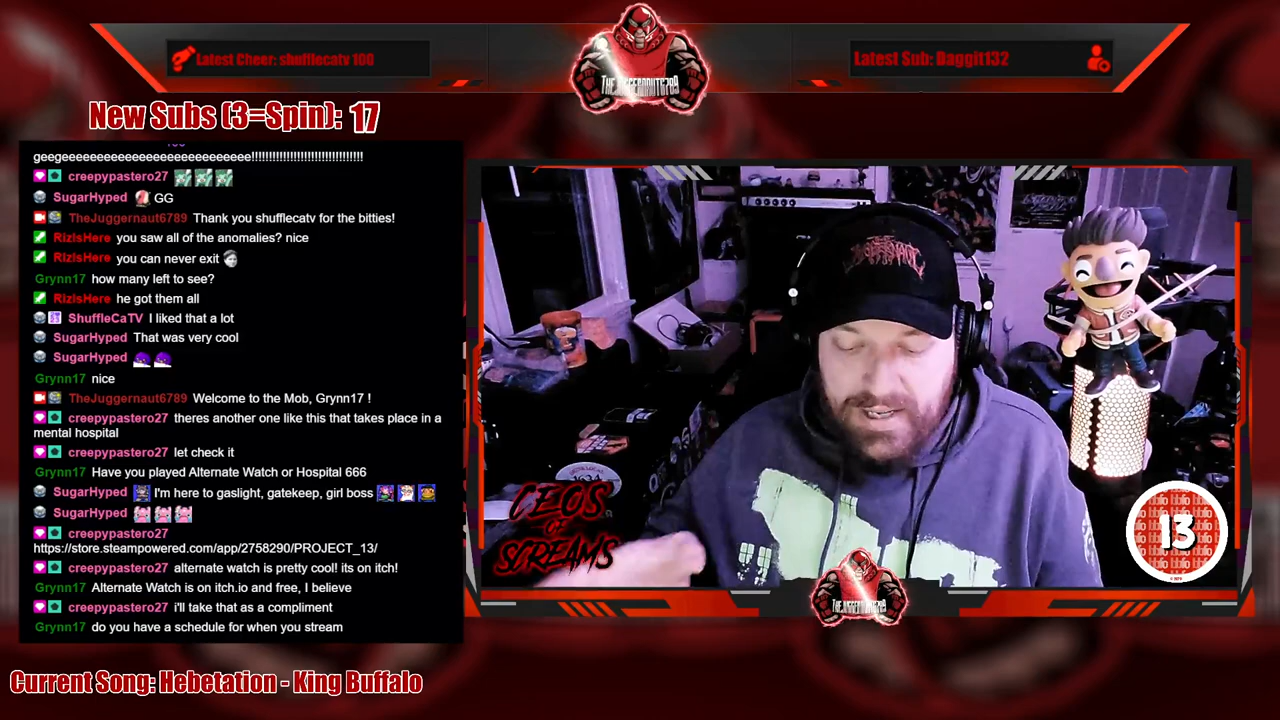 Latest Cheer: shufflecatv 100
THEJUGGERNAUT6789
Latest Sub: Daggit132
New Subs (3=Spin): 17
geegeeeeeeeeeeeeeeeeeeeeeeeeeee!!!!!!!!!!!!!!!!!!!!!!!!!!!!!!!!
creepypastero27
SugarHyped GG
TheJuggernaut6789 Thank you shufflecatv for the bitties!
RizIsHere you saw all of the anomalies? nice
RizIsHere you can never exit
Grynn17 how many left to see?
RizIsHere he got them all
ShuffleCaTV I liked that a lot
SugarHyped That was very cool
SugarHyped
Grynn17 nice
TheJuggernaut6789 Welcome to the Mob, Grynn17 !
creepypastero27 theres another one like this that takes place in a
mental hospital
creepypastero27 let check it
Grynn17 Have you played Alternate Watch or Hospital 666
SugarHyped I'm here to gaslight, gatekeep, girl boss
SugarHyped
creepypastero27
https://store.steampowered.com/app/2758290/PROJECT_13/
creepypastero27 alternate watch is pretty cool! its on itch!
Grynn17 Alternate Watch is on itch.io and free, I believe
creepypastero27 i'll take that as a compliment
Grynn17 do you have a schedule for when you stream
CEOS
OF
SCREAMS
13
THEJUGGERNAUT6789
Current Song: Hebetation - King Buffalo